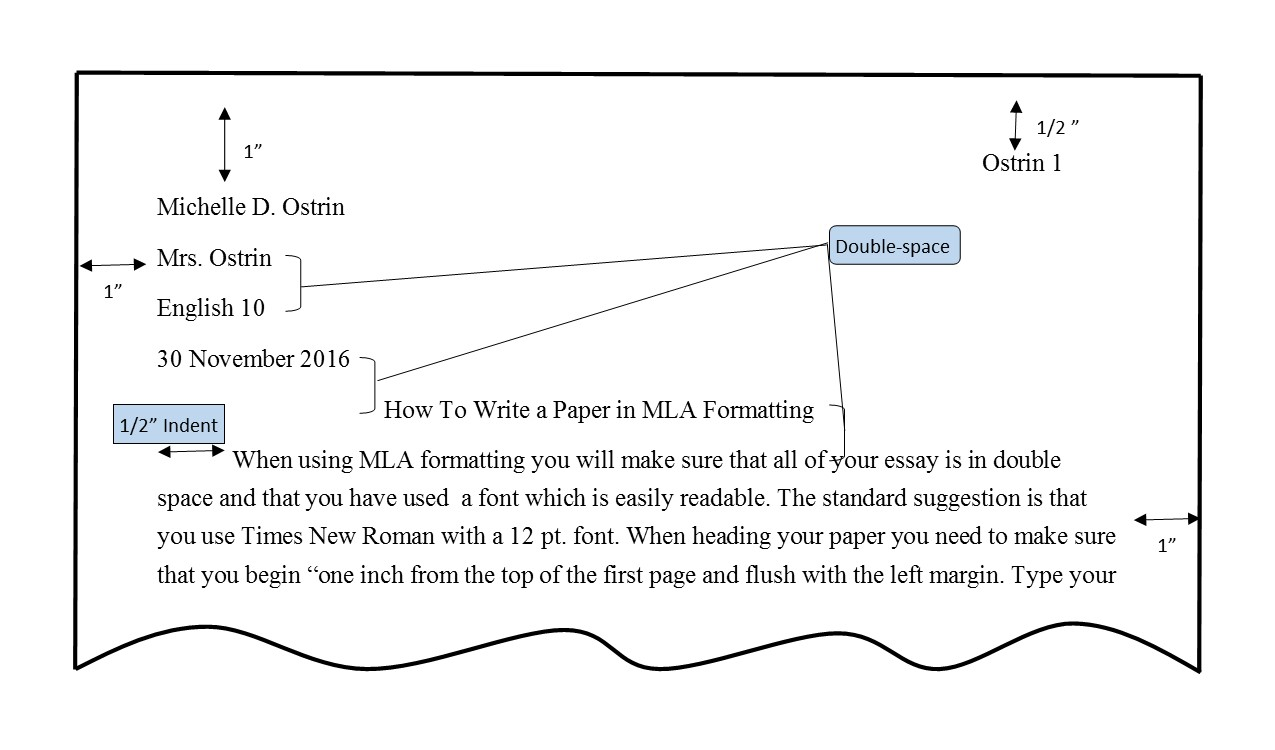 1/2 ”
1”
Ostrin 1
Michelle D. Ostrin
Double-space
Mrs. Ostrin
1”
English 10
30 November 2016
How To Write a Paper in MLA Formatting
1/2” Indent
When using MLA formatting you will make sure that all of your essay is in double
space and that you have used  a font which is easily readable. The standard suggestion is that
you use Times New Roman with a 12 pt. font. When heading your paper you need to make sure
1”
that you begin “one inch from the top of the first page and flush with the left margin. Type your